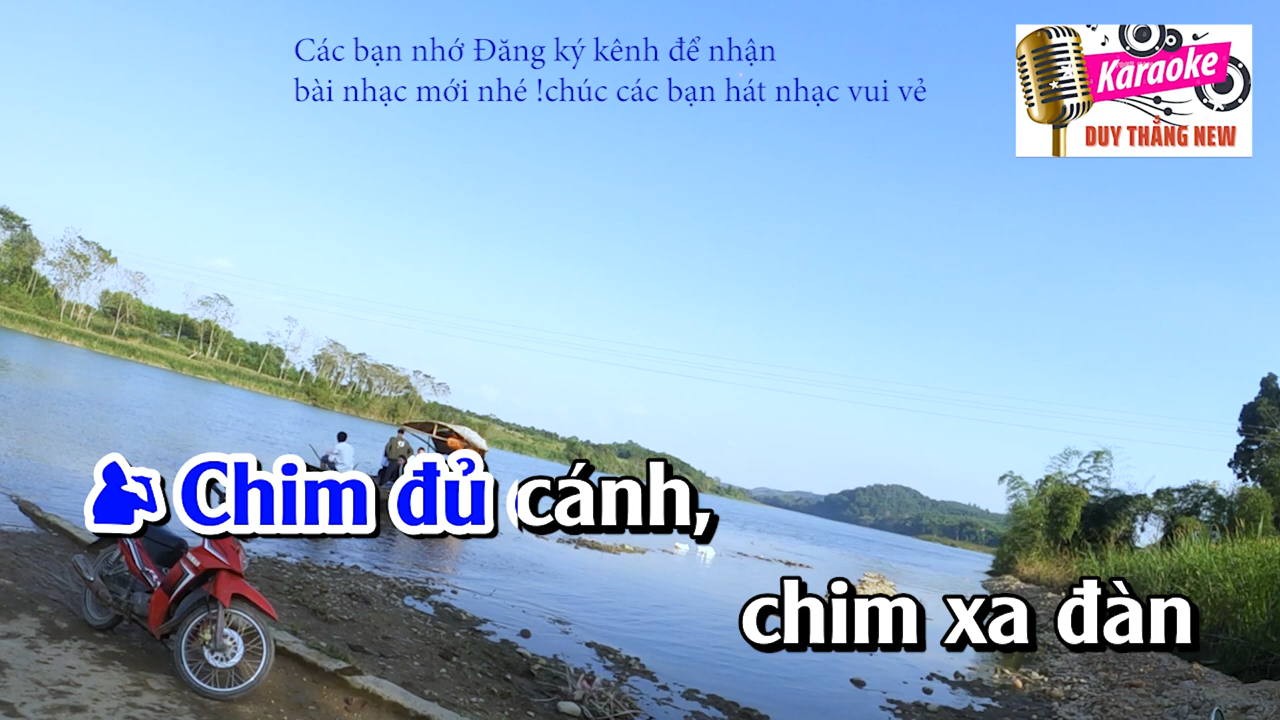 Các bạn nhớ Đăng ký kênh để nhận
bài nhạc mới nhé !chúc các bạn hát nhạc vui vẻ
Karaoke
DUY THẮNG NEW
Chim đủ cánh,
chim xa đàn